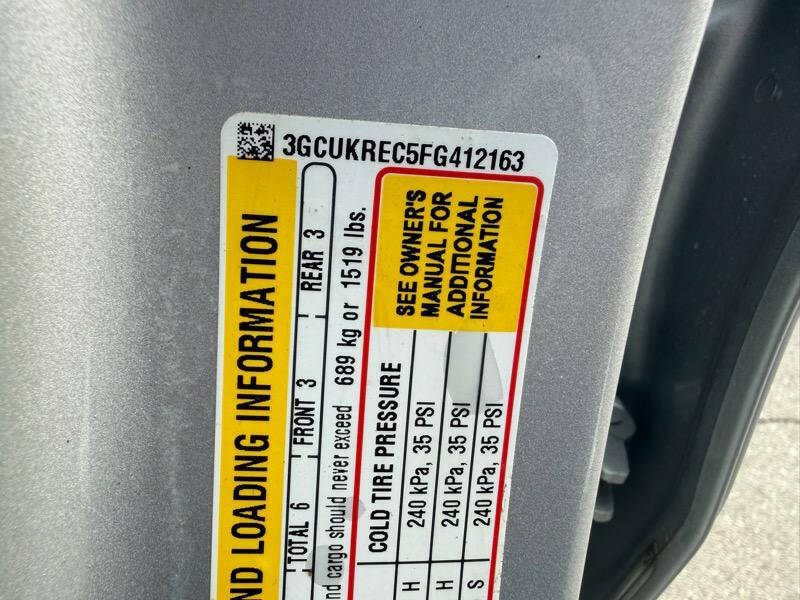 3GCUKREC5FG412163
ND LOADING INFORMATION
TOTAL 6 FRONT 3 REAR 3
nd cargo should never exceed 689 kg or 1519 lbs.
COLD TIRE PRESSURE
SEE OWNER'S
MANUAL FOR
ADDITIONAL
INFORMATION
H 240 kPa, 35 PSI
H 240 kPa, 35 PSI
S 240 kPa, 35 PSI